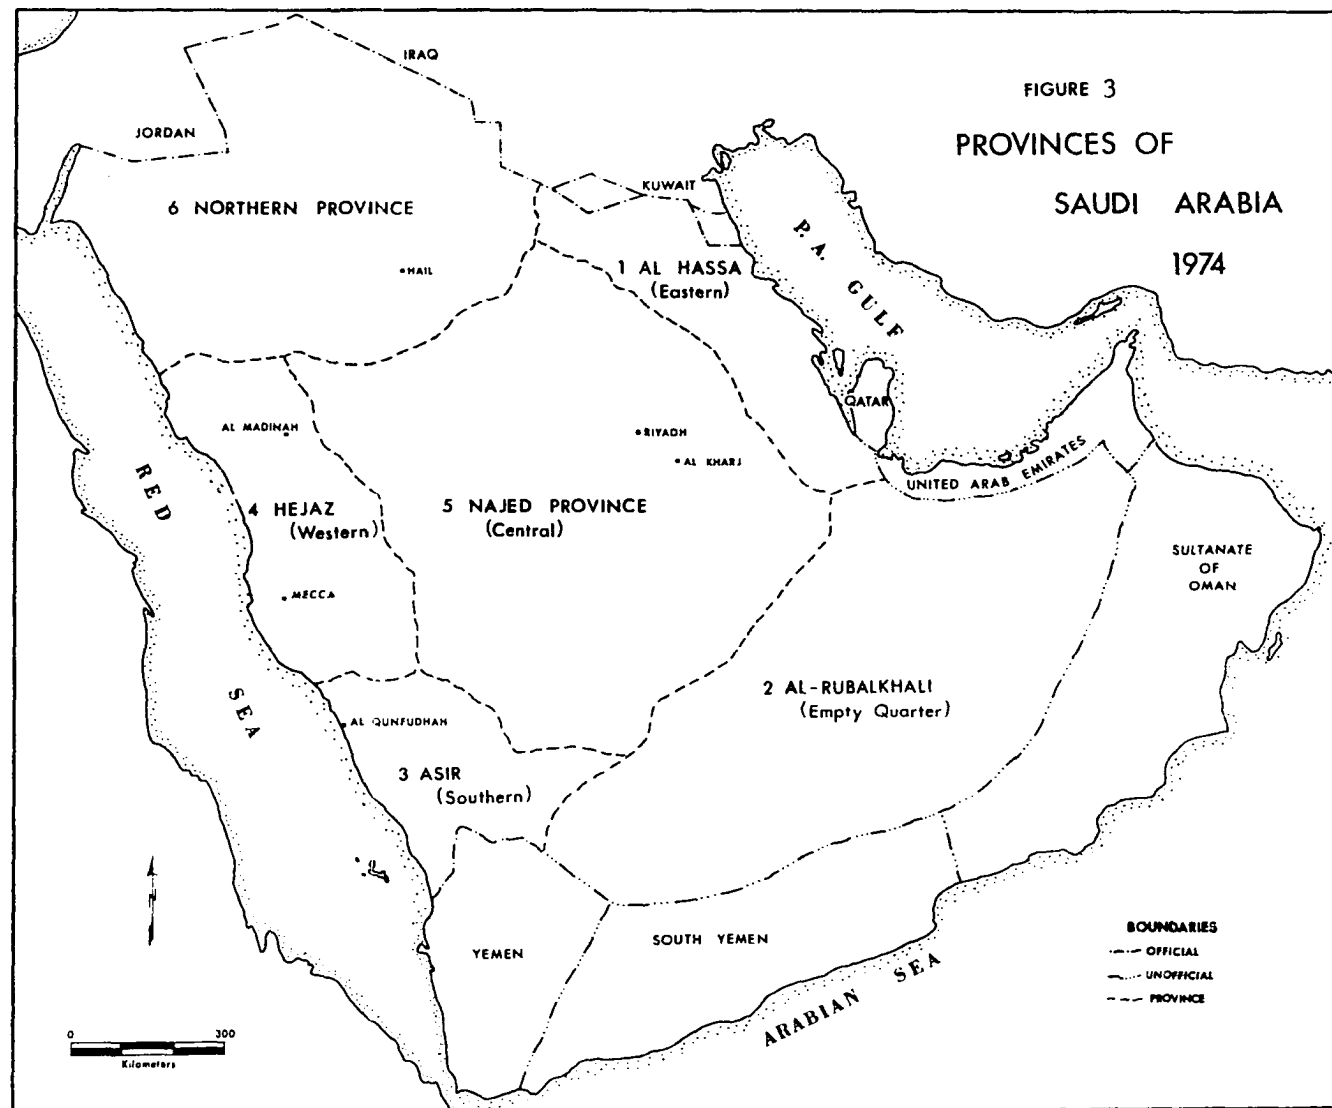 FIGURE 3
PROVINCES OF
SAUDI ARABIA
1974
IRAQ
JORDAN
KUWAIT
6 NORTHERN PROVINCE
HAIL
1 AL HASSA
(Eastern)
P.A. GULF
QATAR
AL MADINAH
RIYADH
AL KHARJ
UNITED ARAB EMIRATES
RED SEA
4 HEJAZ
(Western)
5 NAJED PROVINCE
(Central)
SULTANATE
OF
OMAN
MECCA
2 AL-RUBALKHALI
(Empty Quarter)
AL QUNFUDHAH
3 ASIR
(Southern)
YEMEN
SOUTH YEMEN
ARABIAN SEA
BOUNDARIES
OFFICIAL
UNOFFICIAL
PROVINCE
0 300
Kilometers